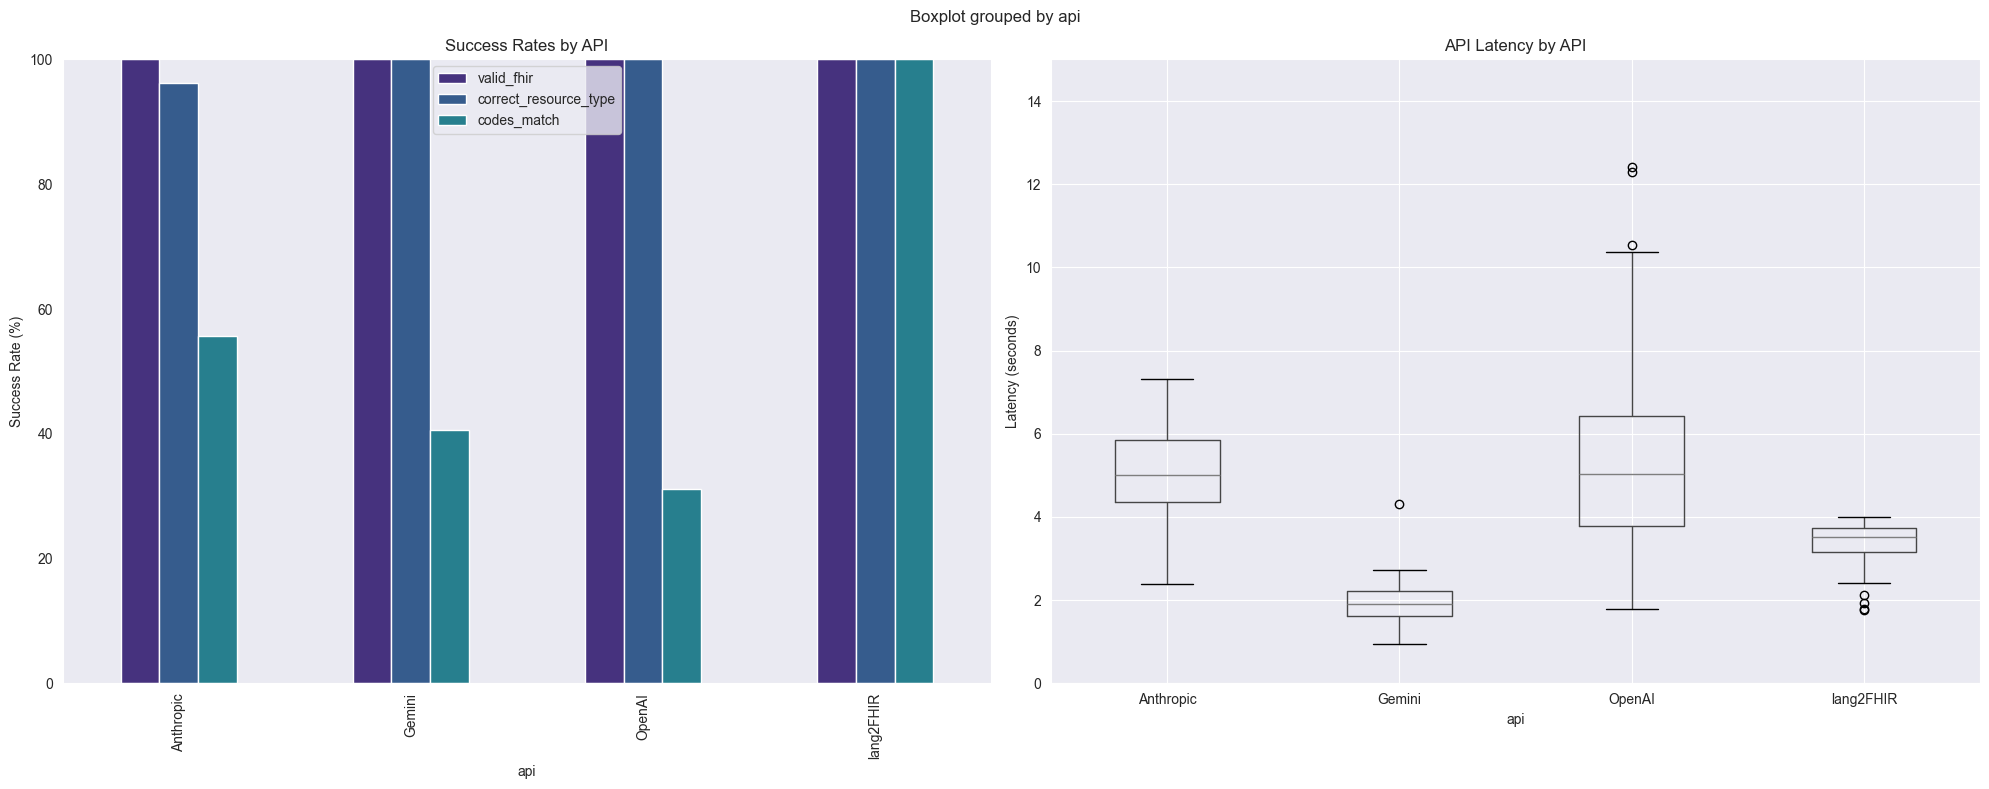 Boxplot grouped by api
Success Rates by API
100
80
60
40
20
0
Success Rate (%)
valid_fhir
correct_resource_type
codes_match
Anthropic
Gemini
OpenAI
lang2FHIR
api
API Latency by API
14
12
10
8
6
4
2
0
Latency (seconds)
Anthropic
Gemini
OpenAI
lang2FHIR
api